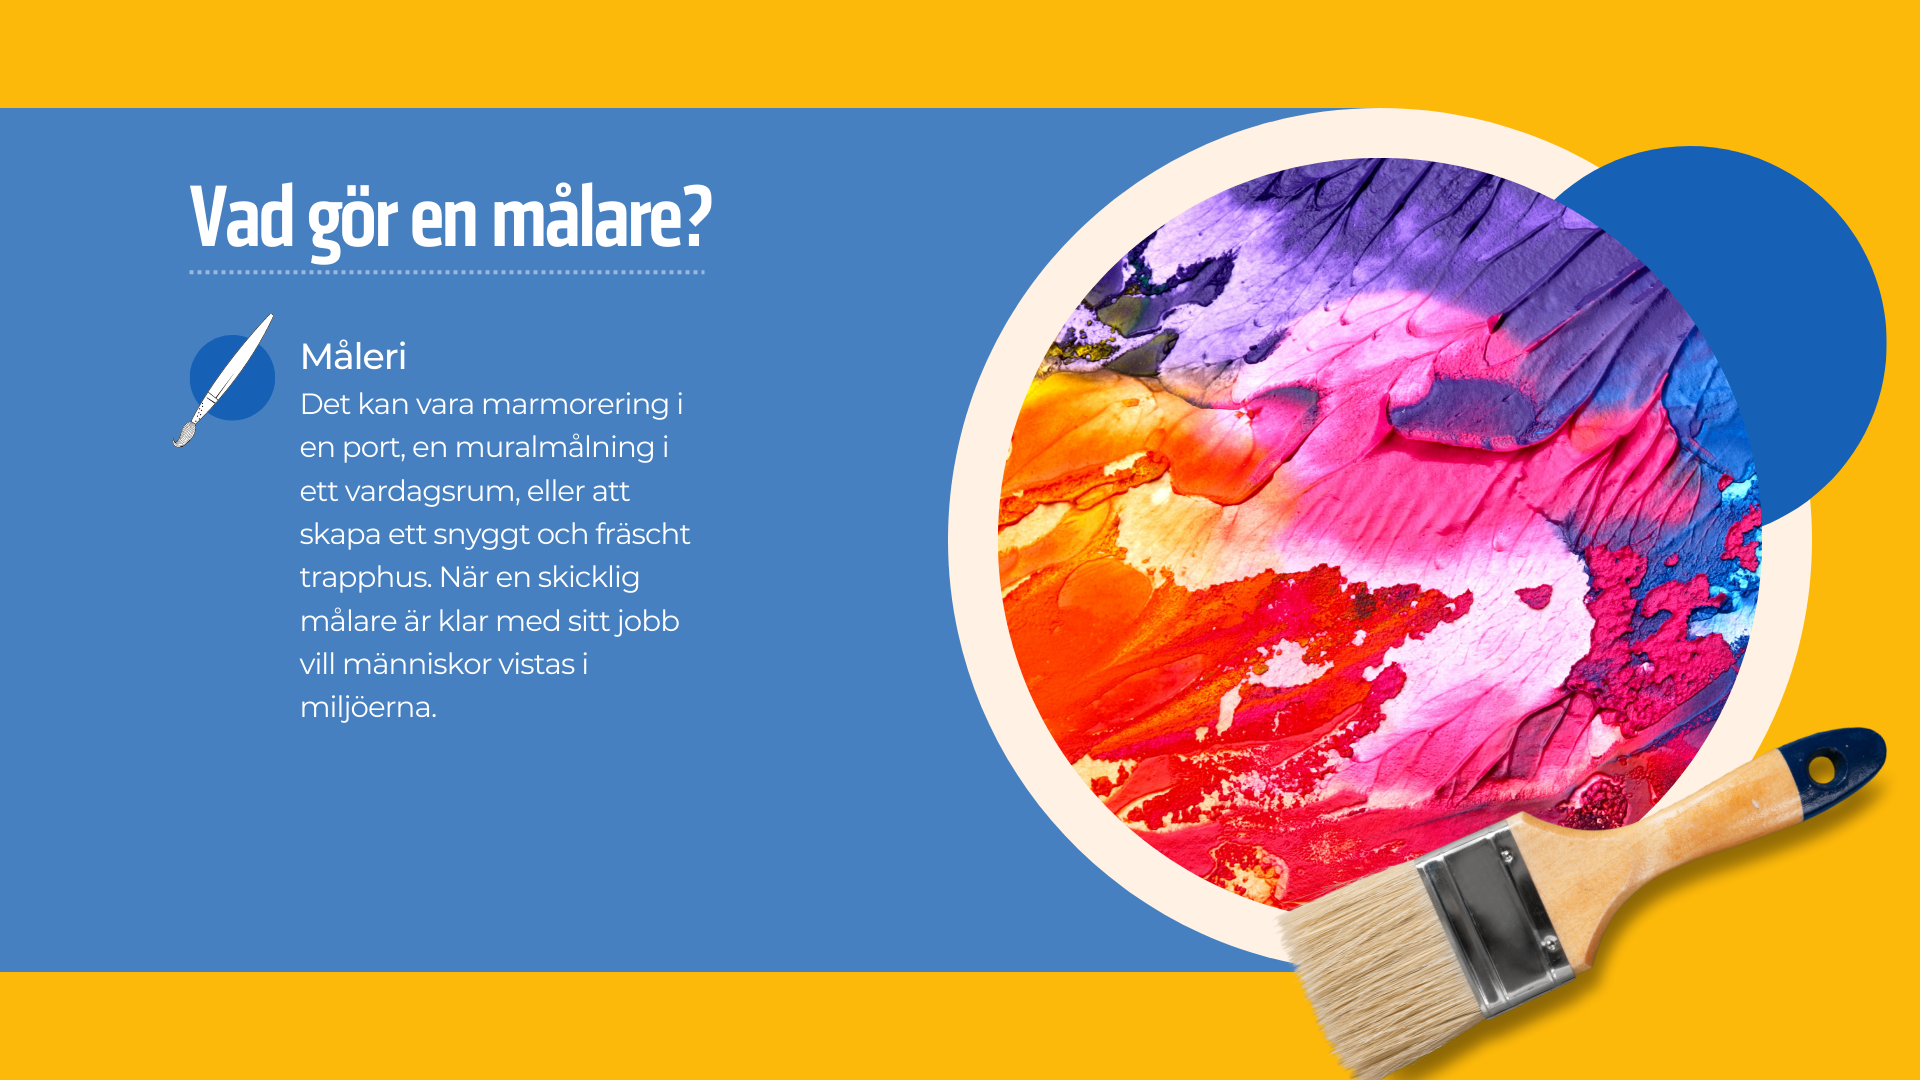 Vad gör en målare?
Måleri
Det kan vara marmorering i
en port, en muralmålning i
ett vardagsrum, eller att
skapa ett snyggt och fräscht
trapphus. När en skicklig
målare är klar med sitt jobb
vill människor vistas i
miljöerna.